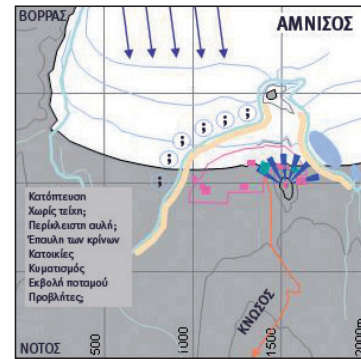 ΒΟΡΡΑΣ
ΑΜΝΙΣΟΣ
;
;
;
;
;
;
Κατόπτευση
Χωρίς τείχη;
Περίκλειστη αυλή;
Έπαυλη των κρίνων
Κατοικίες
Κυματισμός
Εκβολή ποταμού
Προβλήτες;
ΚΝΩΣΟΣ
ΝΟΤΟΣ
500
1000
1500
2000m